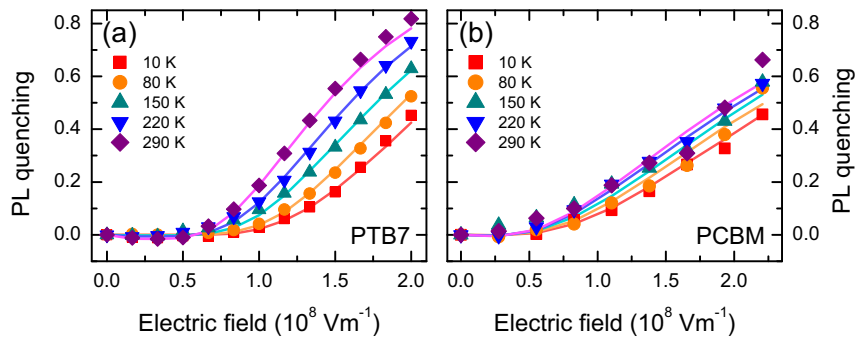 (a)
PL quenching
0.8
0.6
0.4
0.2
0.0
10 K
80 K
150 K
220 K
290 K
PTB7
0.0 0.5 1.0 1.5 2.0
Electric field (10⁸ Vm⁻¹)
(b)
10 K
80 K
150 K
220 K
290 K
PCBM
0.0 0.5 1.0 1.5 2.0
Electric field (10⁸ Vm⁻¹)
0.8
0.6
0.4
0.2
0.0
PL quenching